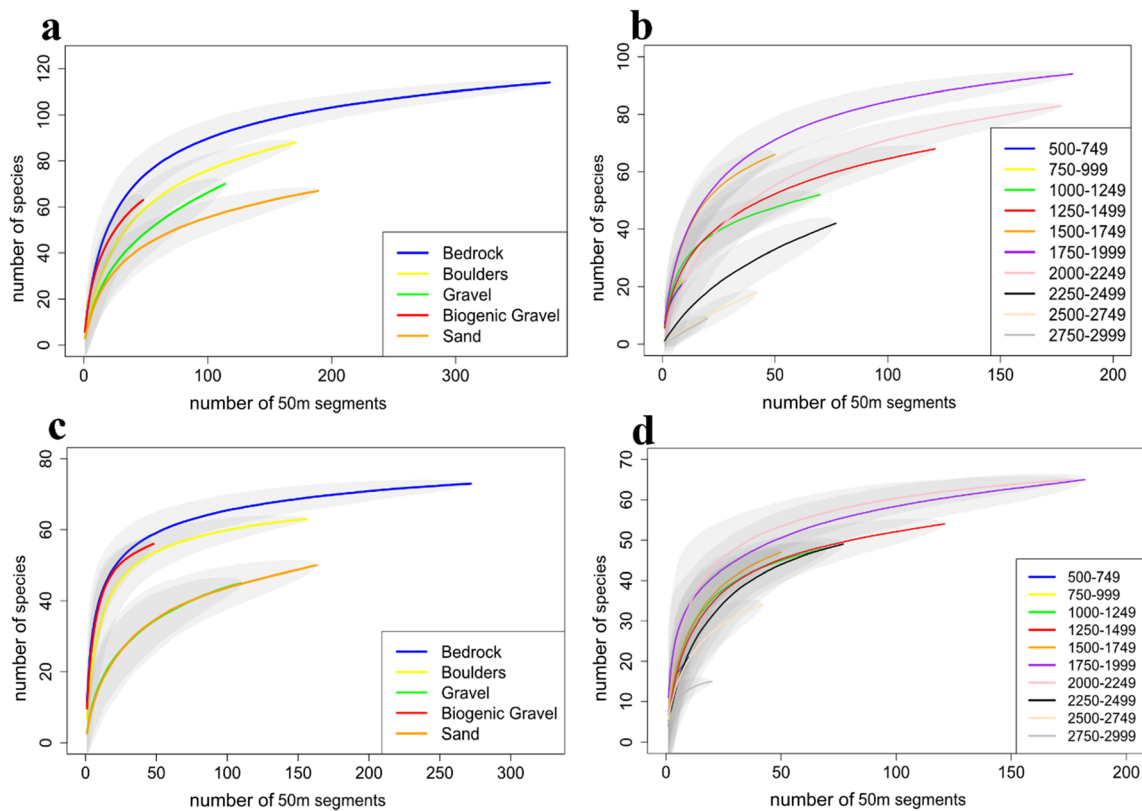 a
number of species
0 20 40 60 80 100 120
0 100 200 300
number of 50m segments
Bedrock
Boulders
Gravel
Biogenic Gravel
Sand
b
number of species
0 20 40 60 80 100
0 50 100 150 200
number of 50m segments
500-749
750-999
1000-1249
1250-1499
1500-1749
1750-1999
2000-2249
2250-2499
2500-2749
2750-2999
c
number of species
0 20 40 60 80
0 50 100 150 200 250 300
number of 50m segments
Bedrock
Boulders
Gravel
Biogenic Gravel
Sand
d
number of species
0 10 20 30 40 50 60 70
0 50 100 150 200
number of 50m segments
500-749
750-999
1000-1249
1250-1499
1500-1749
1750-1999
2000-2249
2250-2499
2500-2749
2750-2999